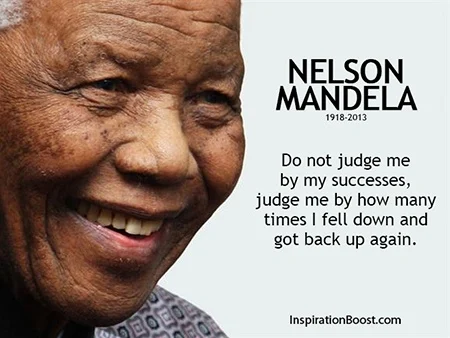 NELSON
MANDELA
1918-2013
Do not judge me
by my successes,
judge me by how many
times I fell down and
got back up again.
InspirationBoost.com